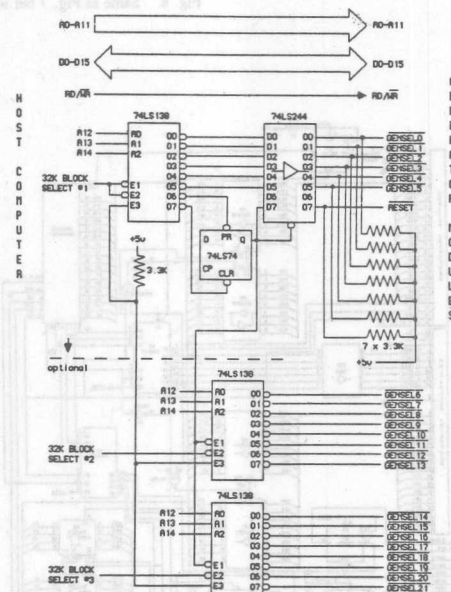 A0-A11
A0-A11
D0-D15
D0-D15
RD/WR
RD/WR
HOST COMPUTER
74LS138
A12
A13
A14
A0
A1
A2
E1
E2
E3
O0
O1
O2
O3
O4
O5
O6
O7
32K BLOCK
SELECT #1
74LS244
D0
D1
D2
D3
D4
D5
D6
D7
O0
O1
O2
O3
O4
O5
O6
O7
GENSEL0
GENSEL1
GENSEL2
GENSEL3
GENSEL4
GENSEL5
RESET
PR
D
Q
74LS74
CP
CLR
+5v
3.3K
7 x 3.3K
+5v
optional
74LS138
A12
A13
A14
A0
A1
A2
E1
E2
E3
O0
O1
O2
O3
O4
O5
O6
O7
32K BLOCK
SELECT #2
GENSEL6
GENSEL7
GENSEL8
GENSEL9
GENSEL10
GENSEL11
GENSEL12
GENSEL13
74LS138
A12
A13
A14
A0
A1
A2
E1
E2
E3
O0
O1
O2
O3
O4
O5
O6
O7
32K BLOCK
SELECT #3
GENSEL14
GENSEL15
GENSEL16
GENSEL17
GENSEL18
GENSEL19
GENSEL20
GENSEL21